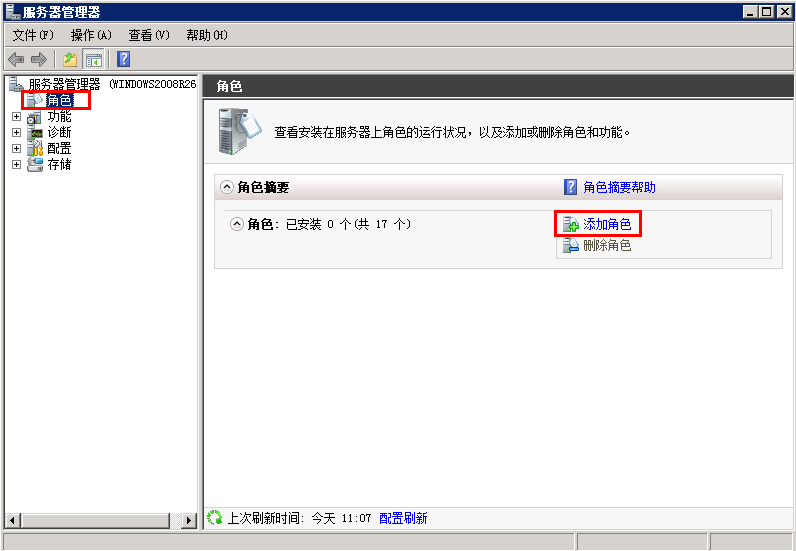 服务器管理器
文件(F) 操作(A) 查看(V) 帮助(H)
服务器管理器 (WINDOWS2008R26
角色
功能
诊断
配置
存储
角色
查看安装在服务器上角色的运行状况，以及添加或删除角色和功能。
角色摘要
角色摘要帮助
角色: 已安装 0 个(共 17 个)
添加角色
删除角色
上次刷新时间: 今天 11:07 配置刷新